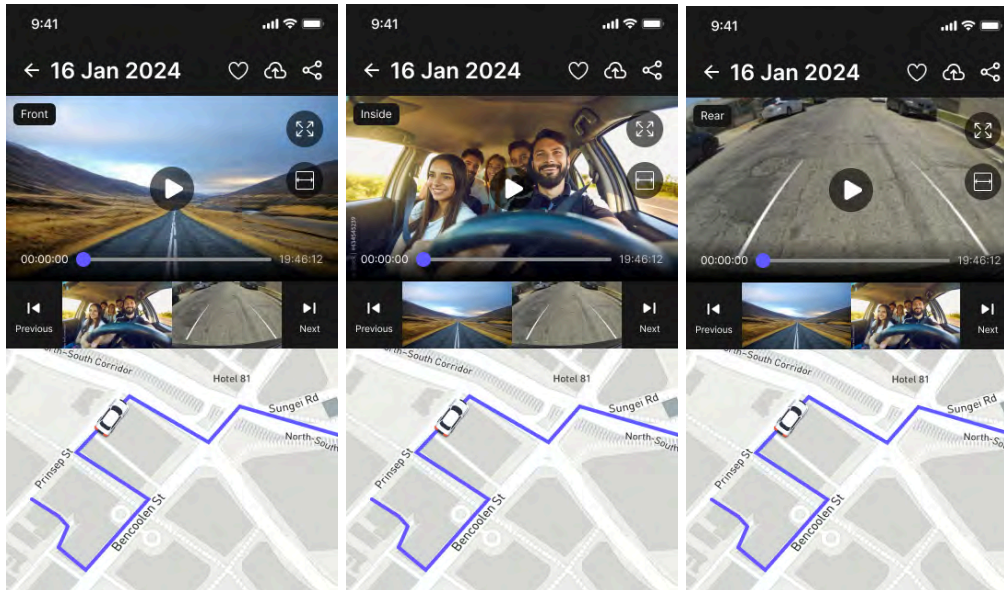 9:41
16 Jan 2024
Front
00:00:00 19:46:12
Previous Next
North-South Corridor
Hotel 81
Sungei Rd
North-South
Prinsep St
Bencoolen St
9:41
16 Jan 2024
Inside
00:00:00 19:46:12
Previous Next
North-South Corridor
Hotel 81
Sungei Rd
North-South
Prinsep St
Bencoolen St
9:41
16 Jan 2024
Rear
00:00:00 19:46:12
Previous Next
North-South Corridor
Hotel 81
Sungei Rd
North-Sout
Prinsep St
Bencoolen St